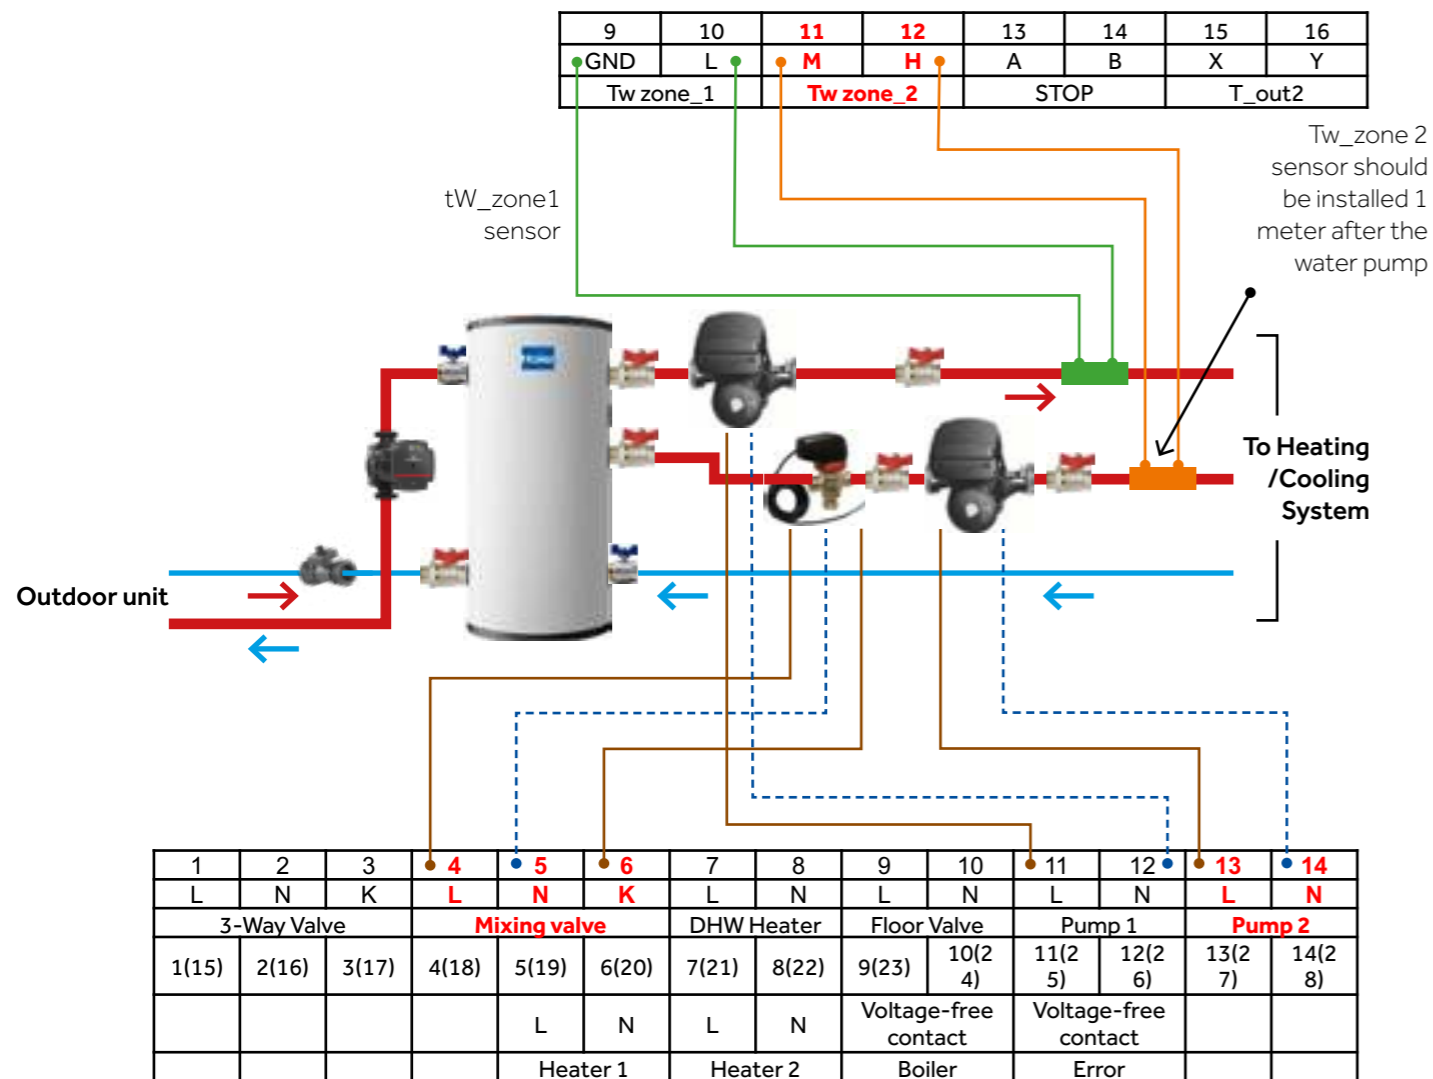 9 10 11 12 13 14 15 16
GND L M H A B X Y
Tw zone_1 Tw zone_2 STOP T_out2
Tw_zone 2
sensor should
be installed 1
meter after the
water pump
tW_zone1
sensor
To Heating
/Cooling
System
Outdoor unit
1 2 3 4 5 6 7 8 9 10 11 12 13 14
L N K L N K L N L N L N L N
3-Way Valve Mixing valve DHW Heater Floor Valve Pump 1 Pump 2
1(15) 2(16) 3(17) 4(18) 5(19) 6(20) 7(21) 8(22) 9(23) 10(2 11(2 12(2 13(2 14(2
4) 5) 6) 7) 8)
L N L N Voltage-free Voltage-free
contact contact
Heater 1 Heater 2 Boiler Error